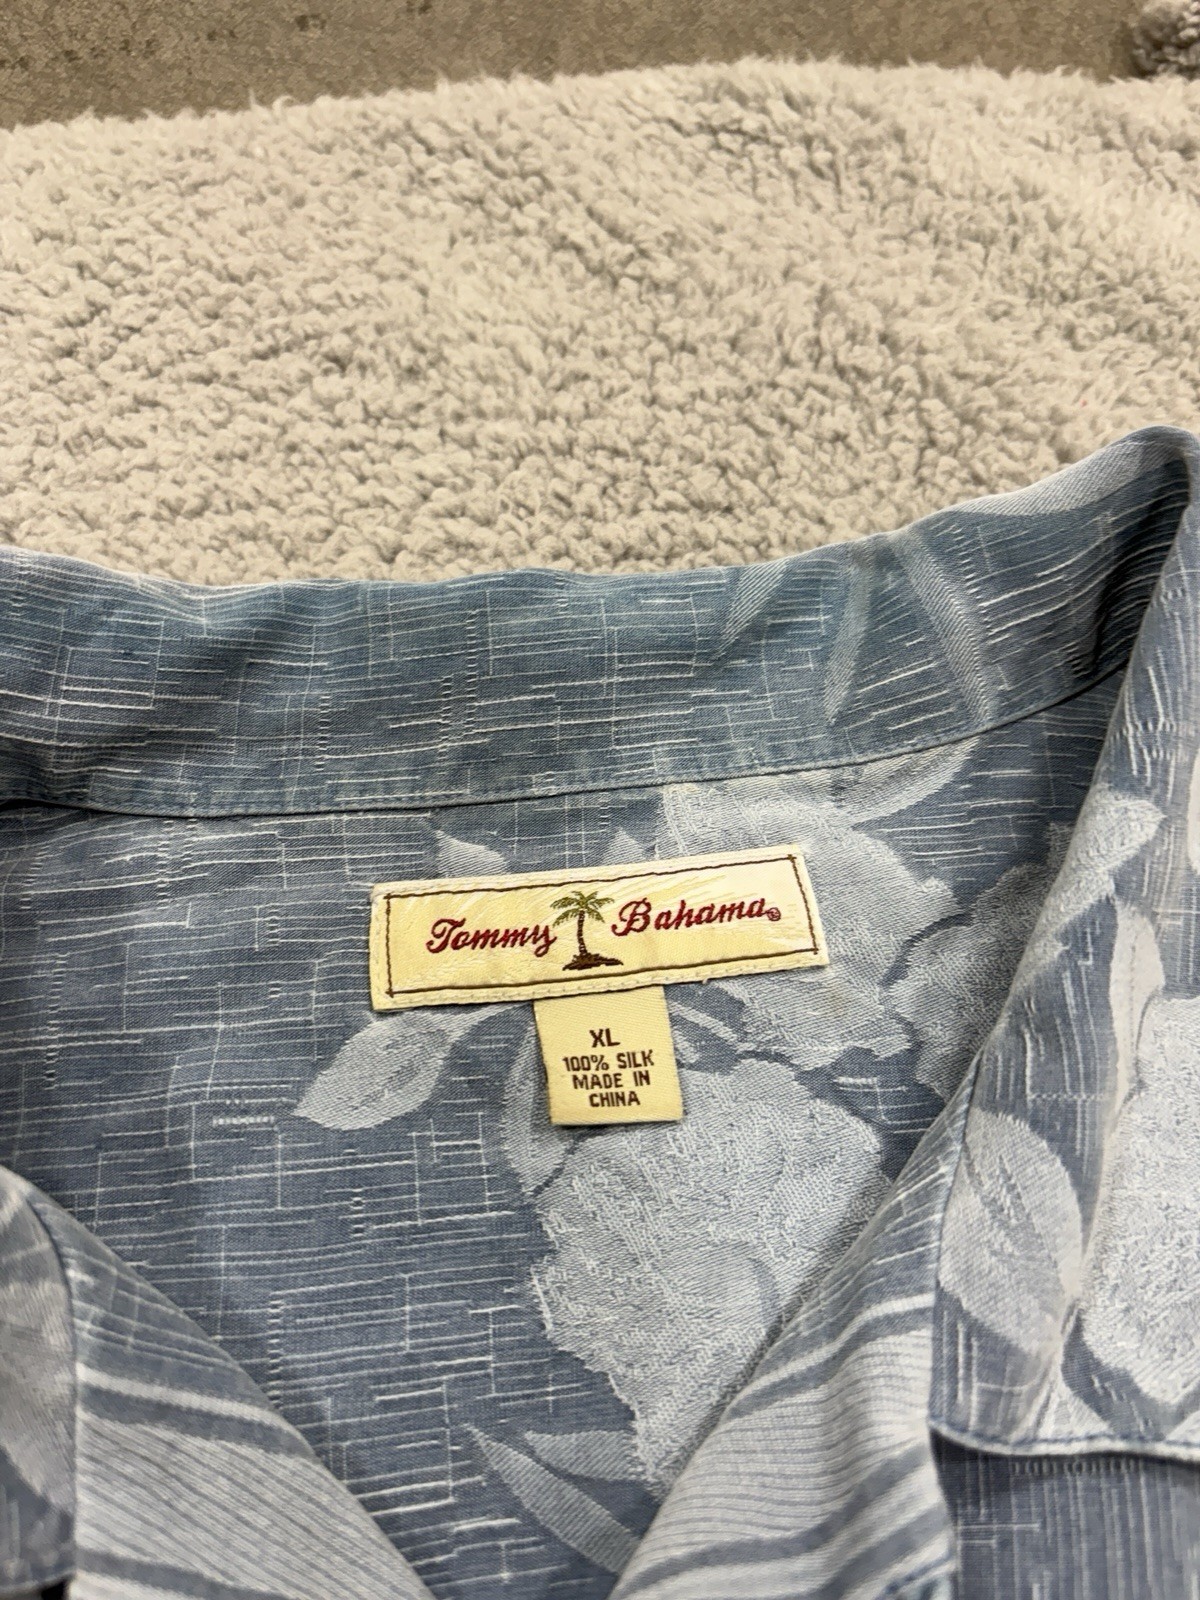 Tommy Bahama®
XL
100% SILK
MADE IN
CHINA